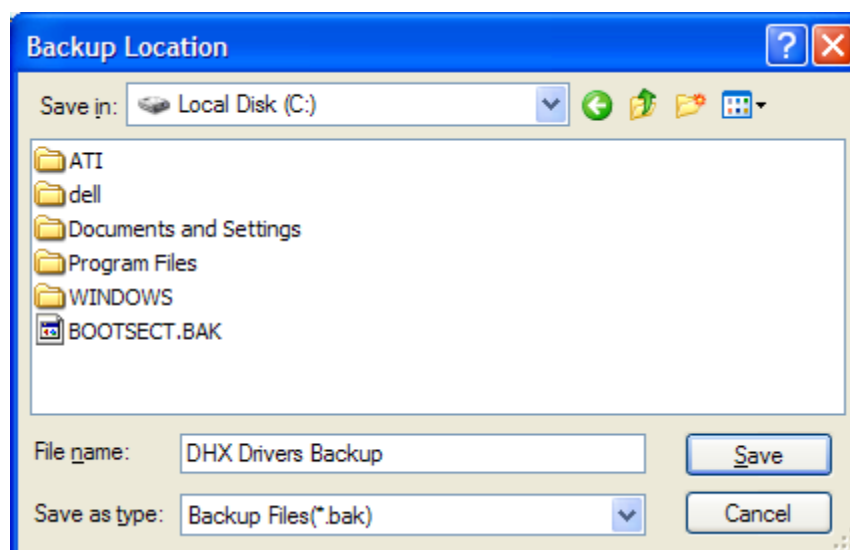 Backup Location
Save in: Local Disk (C:)
ATI
dell
Documents and Settings
Program Files
WINDOWS
BOOTSECT.BAK
File name: DHX Drivers Backup Save
Save as type: Backup Files(*.bak) Cancel